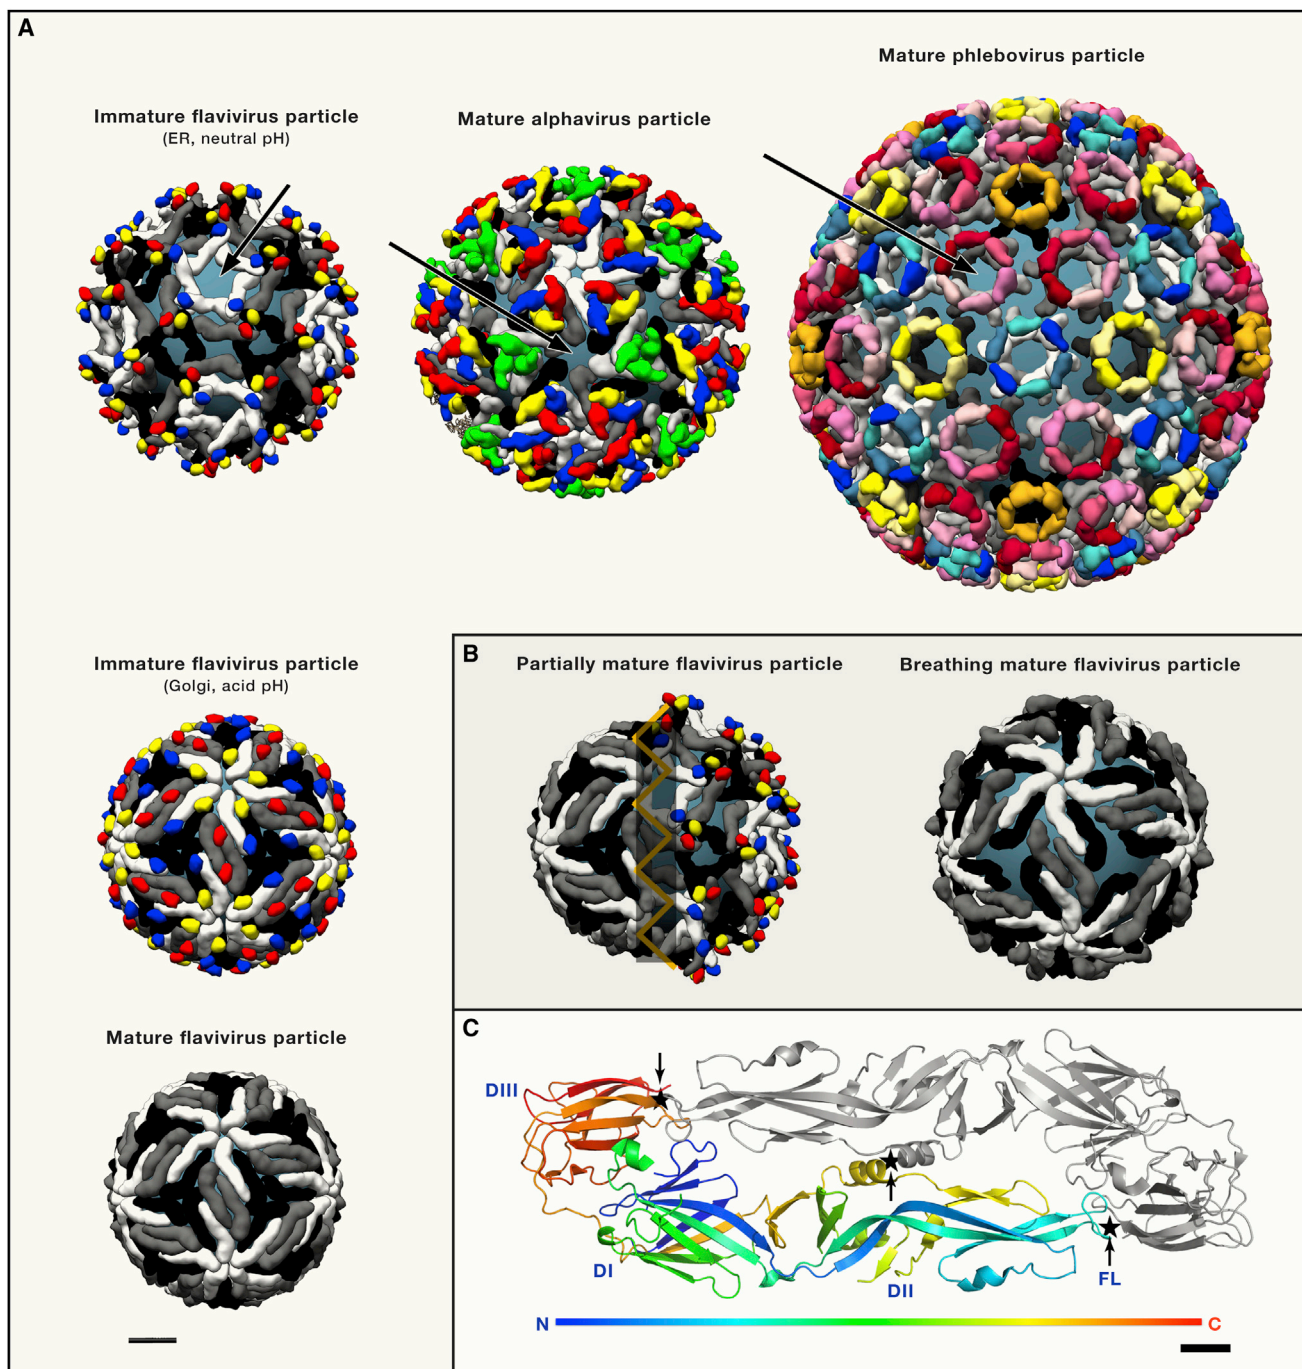 A
Mature phlebovirus particle
Immature flavivirus particle
(ER, neutral pH)
Mature alphavirus particle
Immature flavivirus particle
(Golgi, acid pH)
B
Partially mature flavivirus particle
Breathing mature flavivirus particle
Mature flavivirus particle
C
DIII
DI
DII
FL
N
C